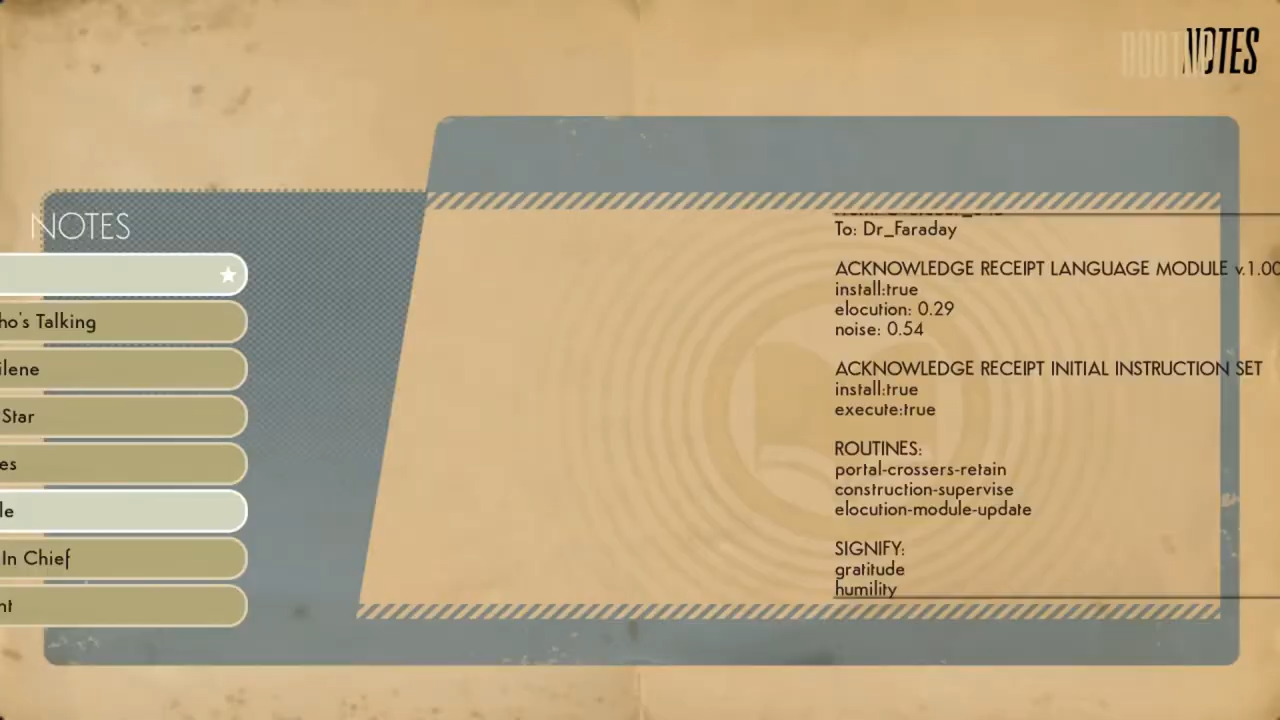 NOTES
NOTES
ho's Talking
ilene
Star
es
le
In Chief
nt
To: Dr_Faraday
ACKNOWLEDGE RECEIPT LANGUAGE MODULE v.1.00
install:true
elocution: 0.29
noise: 0.54
ACKNOWLEDGE RECEIPT INITIAL INSTRUCTION SET
install:true
execute:true
ROUTINES:
portal-crossers-retain
construction-supervise
elocution-module-update
SIGNIFY:
gratitude
humility